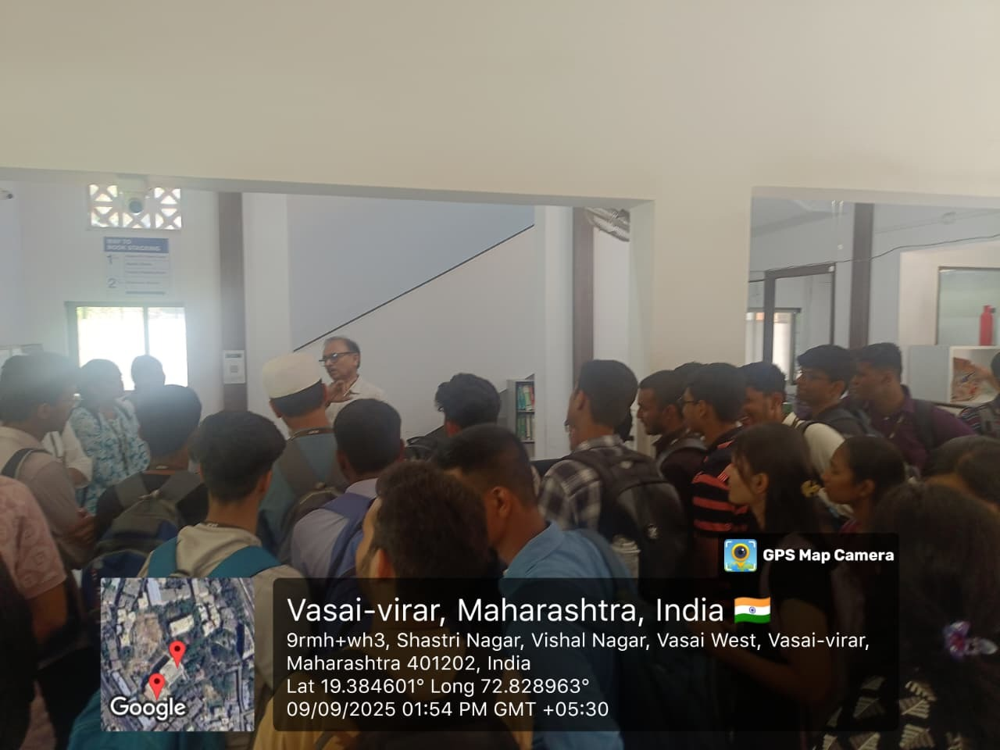 WAY TO
BOOK STACKING
1
2
GPS Map Camera
Vasai-virar, Maharashtra, India
9rmh+wh3, Shastri Nagar, Vishal Nagar, Vasai West, Vasai-virar,
Maharashtra 401202, India
Lat 19.384601° Long 72.828963°
09/09/2025 01:54 PM GMT +05:30
Google